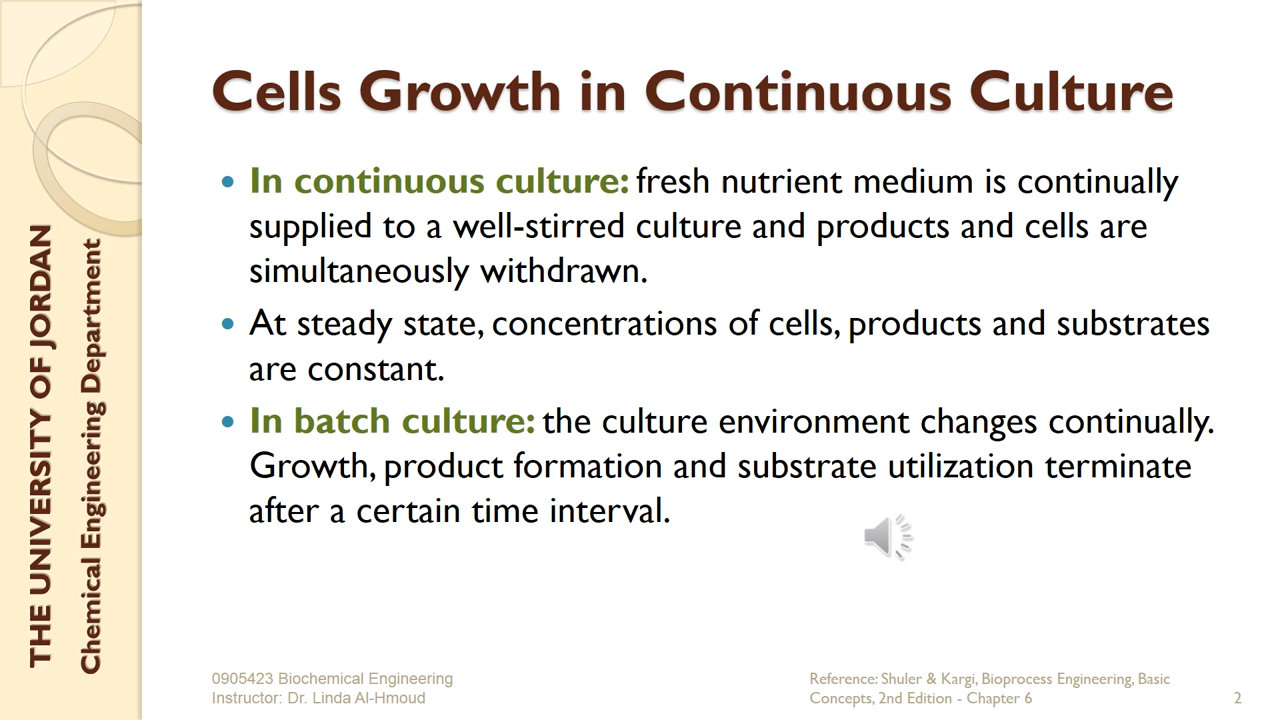 THE UNIVERSITY OF JORDAN
Chemical Engineering Department
Cells Growth in Continuous Culture
• In continuous culture: fresh nutrient medium is continually
supplied to a well-stirred culture and products and cells are
simultaneously withdrawn.
• At steady state, concentrations of cells, products and substrates
are constant.
• In batch culture: the culture environment changes continually.
Growth, product formation and substrate utilization terminate
after a certain time interval.
0905423 Biochemical Engineering
Instructor: Dr. Linda Al-Hmoud
Reference: Shuler & Kargi, Bioprocess Engineering, Basic
Concepts, 2nd Edition - Chapter 6
2